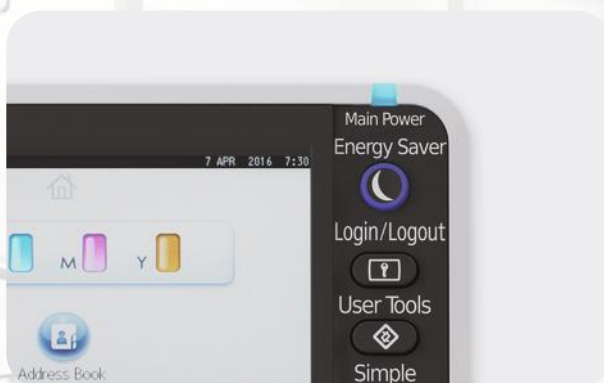 Main Power
Energy Saver
7 APR 2016 7:30
Login/Logout
M Y
User Tools
Address Book
Simple